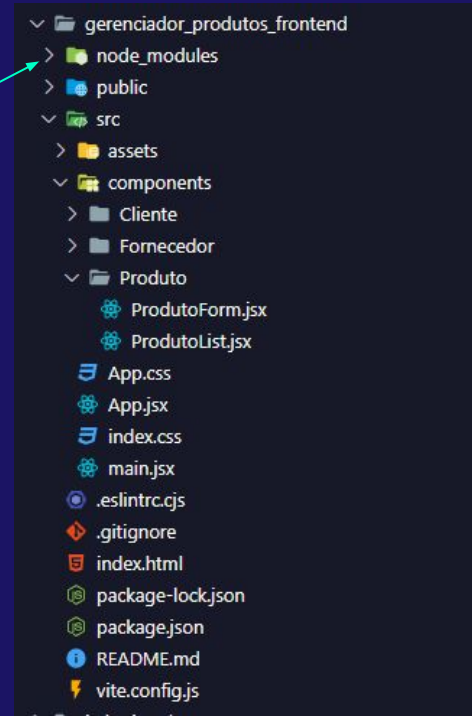 gerenciador_produtos_frontend
node_modules
public
src
assets
components
Cliente
Fornecedor
Produto
ProdutoForm.jsx
ProdutoList.jsx
App.css
App.jsx
index.css
main.jsx
.eslintrc.cjs
.gitignore
index.html
package-lock.json
package.json
README.md
vite.config.js